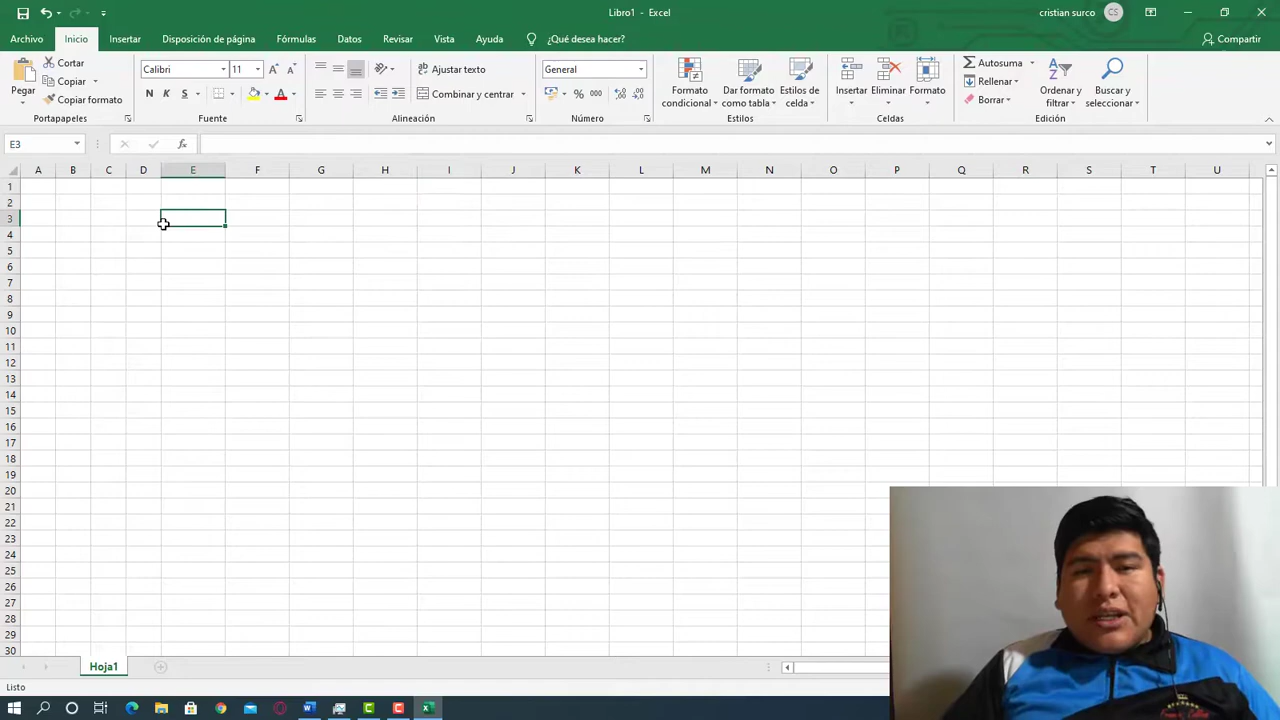 Libro1 - Excel
cristian surco
CS
Archivo Inicio Insertar Disposición de página Fórmulas Datos Revisar Vista Ayuda ¿Qué desea hacer? Compartir
Pegar
Cortar
Copiar
Copiar formato
Portapapeles
Calibri 11
N K S
Fuente
Ajustar texto
Combinar y centrar
Alineación
General
% 000
Número
Formato condicional
Dar formato como tabla
Estilos de celda
Estilos
Insertar
Eliminar
Formato
Celdas
Autosuma
Rellenar
Borrar
Ordenar y filtrar
Buscar y seleccionar
Edición
E3
fx
A B C D E F G H I J K L M N O P Q R S T U
1
2
3
4
5
6
7
8
9
10
11
12
13
14
15
16
17
18
19
20
21
22
23
24
25
26
27
28
29
30
Hoja1
Listo